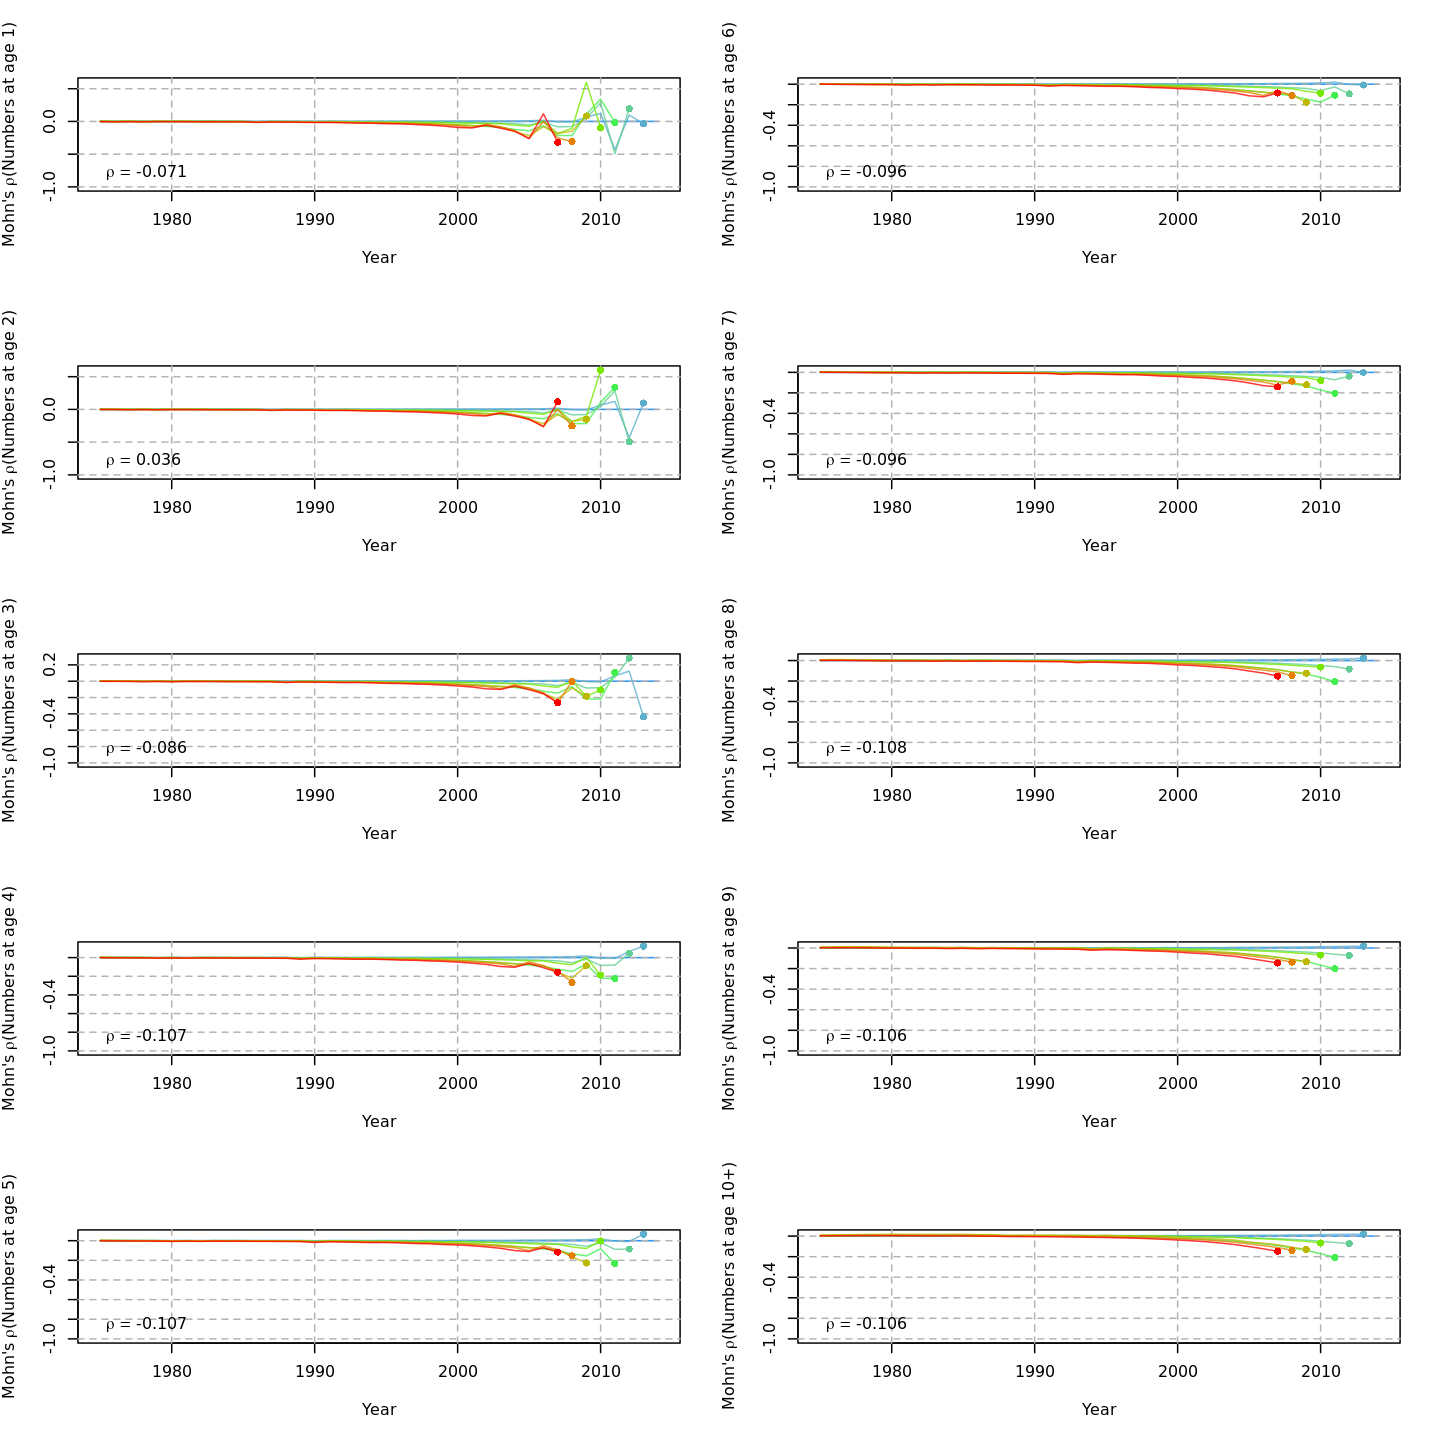 Mohn's ρ(Numbers at age 1)
0.0
-1.0
ρ = -0.071
1980 1990 2000 2010
Year
Mohn's ρ(Numbers at age 2)
0.0
-1.0
ρ = 0.036
1980 1990 2000 2010
Year
Mohn's ρ(Numbers at age 3)
0.2
-0.4
-1.0
ρ = -0.086
1980 1990 2000 2010
Year
Mohn's ρ(Numbers at age 4)
-0.4
-1.0
ρ = -0.107
1980 1990 2000 2010
Year
Mohn's ρ(Numbers at age 5)
-0.4
-1.0
ρ = -0.107
1980 1990 2000 2010
Year
Mohn's ρ(Numbers at age 6)
-0.4
-1.0
ρ = -0.096
1980 1990 2000 2010
Year
Mohn's ρ(Numbers at age 7)
-0.4
-1.0
ρ = -0.096
1980 1990 2000 2010
Year
Mohn's ρ(Numbers at age 8)
-0.4
-1.0
ρ = -0.108
1980 1990 2000 2010
Year
Mohn's ρ(Numbers at age 9)
-0.4
-1.0
ρ = -0.106
1980 1990 2000 2010
Year
Mohn's ρ(Numbers at age 10+)
-0.4
-1.0
ρ = -0.106
1980 1990 2000 2010
Year